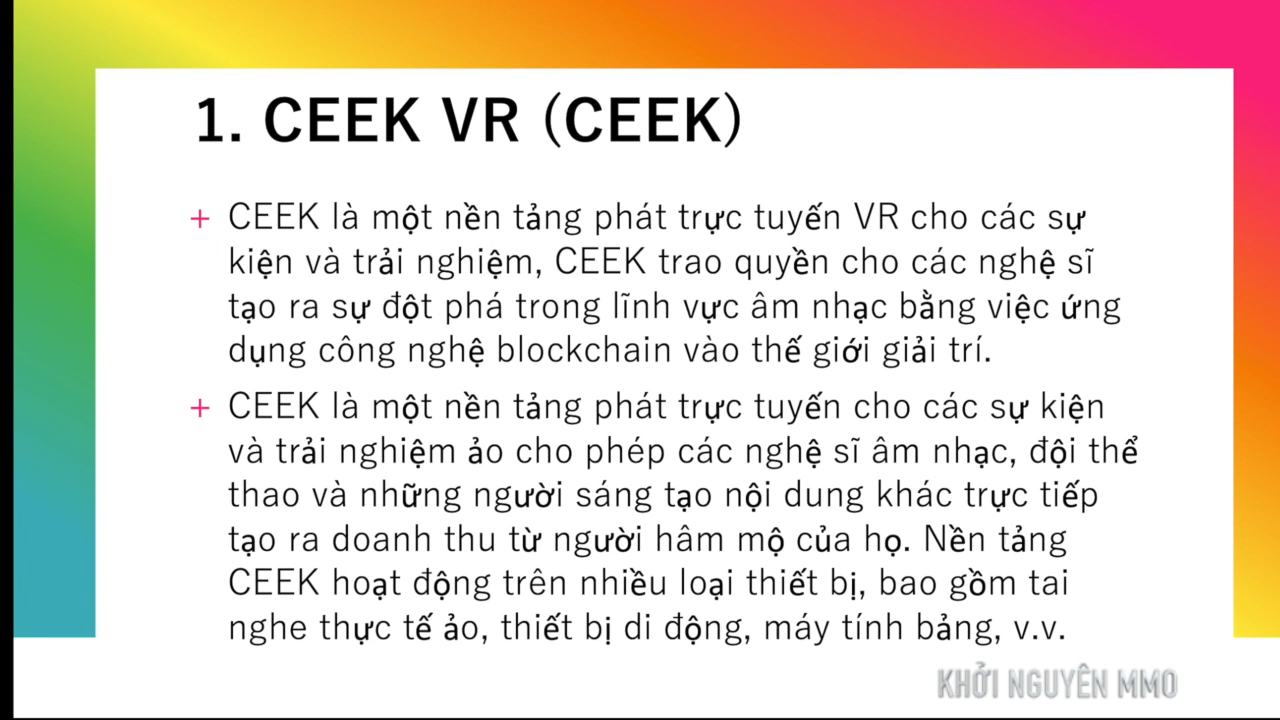 1. CEEK VR (CEEK)
+ CEEK là một nền tảng phát trực tuyến VR cho các sự
kiện và trải nghiệm, CEEK trao quyền cho các nghệ sĩ
tạo ra sự đột phá trong lĩnh vực âm nhạc bằng việc ứng
dụng công nghệ blockchain vào thế giới giải trí.
+ CEEK là một nền tảng phát trực tuyến cho các sự kiện
và trải nghiệm ảo cho phép các nghệ sĩ âm nhạc, đội thể
thao và những người sáng tạo nội dung khác trực tiếp
tạo ra doanh thu từ người hâm mộ của họ. Nền tảng
CEEK hoạt động trên nhiều loại thiết bị, bao gồm tai
nghe thực tế ảo, thiết bị di động, máy tính bảng, v.v.
KHỞI NGUYÊN MMO